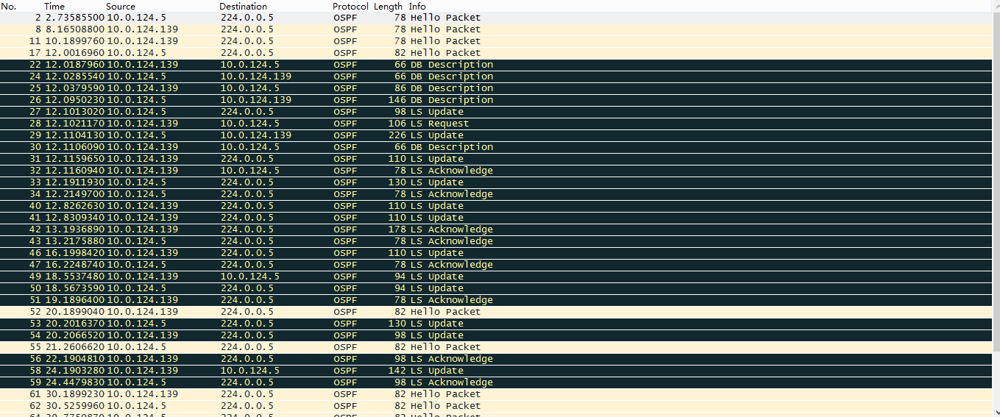 No. Time Source Destination Protocol Length Info
2 2.73585500 10.0.124.5 224.0.0.5 OSPF 78 Hello Packet
8 8.16508800 10.0.124.139 224.0.0.5 OSPF 78 Hello Packet
11 10.1899760 10.0.124.139 224.0.0.5 OSPF 78 Hello Packet
17 12.0016960 10.0.124.5 224.0.0.5 OSPF 82 Hello Packet
22 12.0187960 10.0.124.139 10.0.124.5 OSPF 66 DB Description
24 12.0285540 10.0.124.5 10.0.124.139 OSPF 66 DB Description
25 12.0379590 10.0.124.139 10.0.124.5 OSPF 86 DB Description
26 12.0950230 10.0.124.5 10.0.124.139 OSPF 146 DB Description
27 12.1013020 10.0.124.5 224.0.0.5 OSPF 98 LS Update
28 12.1021170 10.0.124.139 10.0.124.5 OSPF 106 LS Request
29 12.1104130 10.0.124.5 10.0.124.139 OSPF 226 LS Update
30 12.1106090 10.0.124.139 10.0.124.5 OSPF 66 DB Description
31 12.1159650 10.0.124.139 224.0.0.5 OSPF 110 LS Update
32 12.1160940 10.0.124.139 10.0.124.5 OSPF 78 LS Acknowledge
33 12.1911930 10.0.124.5 224.0.0.5 OSPF 130 LS Update
34 12.2149700 10.0.124.5 224.0.0.5 OSPF 78 LS Acknowledge
40 12.8262630 10.0.124.139 224.0.0.5 OSPF 110 LS Update
41 12.8309340 10.0.124.139 224.0.0.5 OSPF 110 LS Update
42 13.1936890 10.0.124.139 224.0.0.5 OSPF 178 LS Acknowledge
43 13.2175880 10.0.124.5 224.0.0.5 OSPF 78 LS Acknowledge
46 16.1998420 10.0.124.139 224.0.0.5 OSPF 110 LS Update
47 16.2248740 10.0.124.5 224.0.0.5 OSPF 78 LS Acknowledge
49 18.5537480 10.0.124.139 10.0.124.5 OSPF 94 LS Update
50 18.5673590 10.0.124.5 224.0.0.5 OSPF 94 LS Update
51 19.1896400 10.0.124.139 224.0.0.5 OSPF 78 LS Acknowledge
52 20.1899040 10.0.124.139 224.0.0.5 OSPF 82 Hello Packet
53 20.2016370 10.0.124.5 224.0.0.5 OSPF 130 LS Update
54 20.2066520 10.0.124.139 224.0.0.5 OSPF 98 LS Update
55 21.2606620 10.0.124.5 224.0.0.5 OSPF 82 Hello Packet
56 22.1904810 10.0.124.139 224.0.0.5 OSPF 98 LS Acknowledge
58 24.1903280 10.0.124.139 10.0.124.5 OSPF 142 LS Update
59 24.4479830 10.0.124.5 224.0.0.5 OSPF 98 LS Acknowledge
61 30.1899230 10.0.124.139 224.0.0.5 OSPF 82 Hello Packet
62 30.5259960 10.0.124.5 224.0.0.5 OSPF 82 Hello Packet